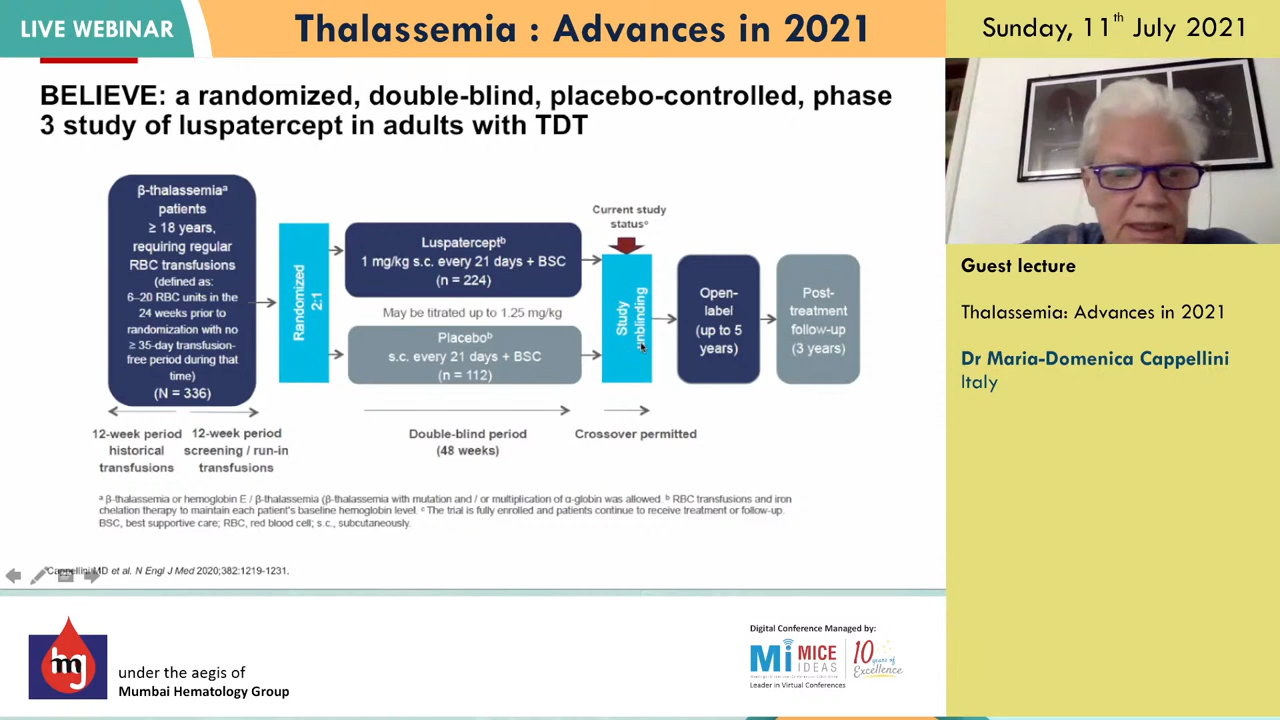 LIVE WEBINAR
Thalassemia : Advances in 2021
Sunday, 11th July 2021
BELIEVE: a randomized, double-blind, placebo-controlled, phase
3 study of luspatercept in adults with TDT
β-thalassemiaᵃ
patients
≥ 18 years,
requiring regular
RBC transfusions
(defined as:
6–20 RBC units in the
24 weeks prior to
randomization with no
≥ 35-day transfusion-
free period during that
time)
(N = 336)
Randomized
2:1
Luspaterceptᵇ
1 mg/kg s.c. every 21 days + BSC
(n = 224)
May be titrated up to 1.25 mg/kg
Placeboᵇ
s.c. every 21 days + BSC
(n = 112)
Current study
statusᶜ
Study
unblinding
Open-
label
(up to 5
years)
Post-
treatment
follow-up
(3 years)
12-week period
historical
transfusions
12-week period
screening / run-in
transfusions
Double-blind period
(48 weeks)
Crossover permitted
ᵃ β-thalassemia or hemoglobin E / β-thalassemia (β-thalassemia with mutation and / or multiplication of α-globin was allowed. ᵇ RBC transfusions and iron
chelation therapy to maintain each patient's baseline hemoglobin level. ᶜ The trial is fully enrolled and patients continue to receive treatment or follow-up.
BSC, best supportive care; RBC, red blood cell; s.c., subcutaneously.
Cappellini MD et al. N Engl J Med 2020;382:1219-1231.
Guest lecture
Thalassemia: Advances in 2021
Dr Maria-Domenica Cappellini
Italy
hg
under the aegis of
Mumbai Hematology Group
Digital Conference Managed by:
Mi MICE
IDEAS
10 years of
Excellence
Leader in Virtual Conferences